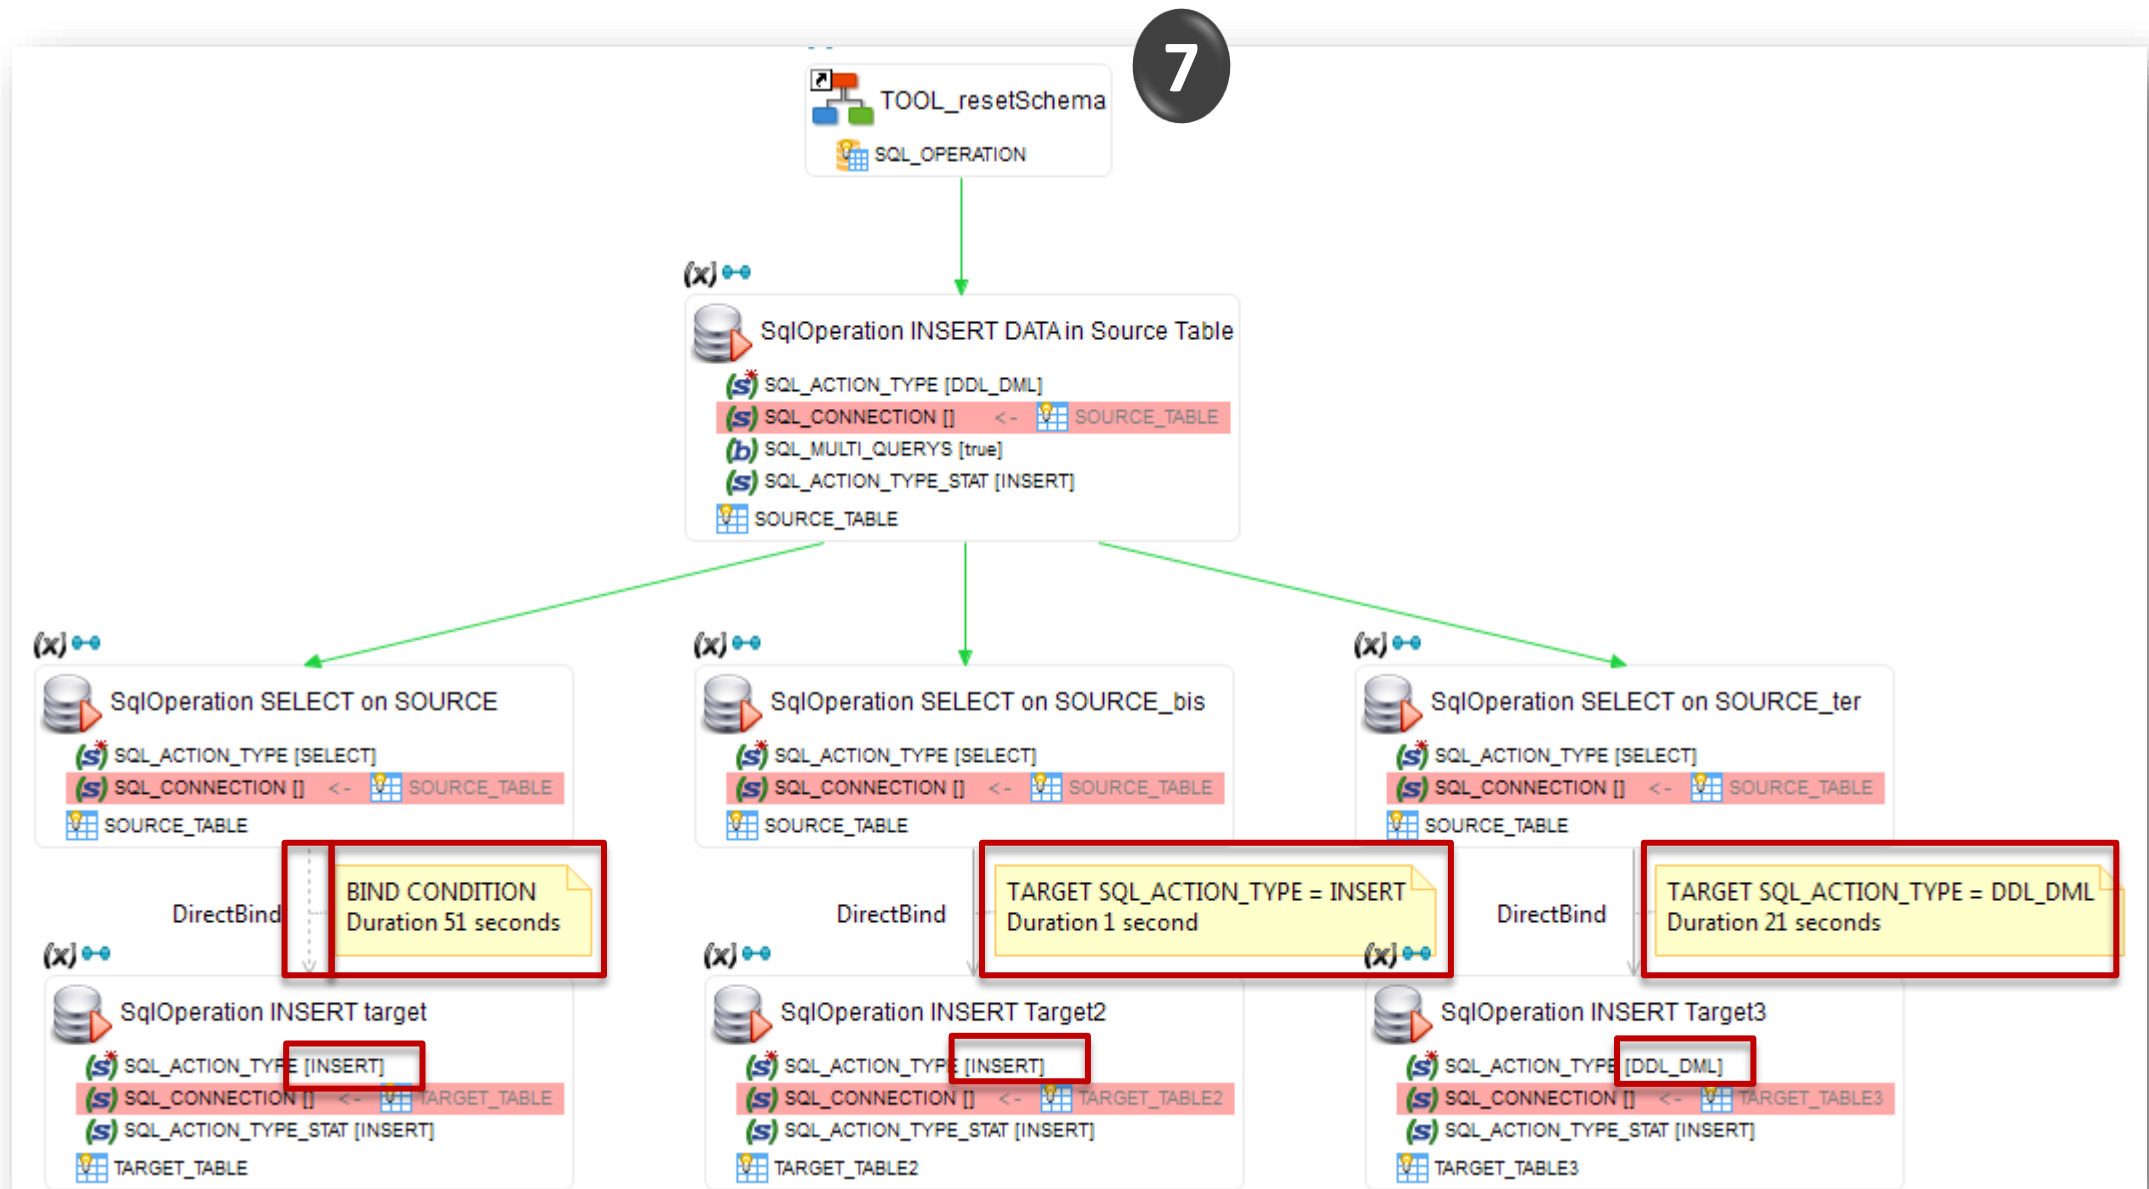 7
TOOL_resetSchema
SQL_OPERATION
(x)
SqlOperation INSERT DATA in Source Table
(s) SQL_ACTION_TYPE [DDL_DML]
(s) SQL_CONNECTION [] <- SOURCE_TABLE
(b) SQL_MULTI_QUERYS [true]
(s) SQL_ACTION_TYPE_STAT [INSERT]
SOURCE_TABLE
(x)
SqlOperation SELECT on SOURCE
(s) SQL_ACTION_TYPE [SELECT]
(s) SQL_CONNECTION [] <- SOURCE_TABLE
SOURCE_TABLE
(x)
SqlOperation SELECT on SOURCE_bis
(s) SQL_ACTION_TYPE [SELECT]
(s) SQL_CONNECTION [] <- SOURCE_TABLE
SOURCE_TABLE
(x)
SqlOperation SELECT on SOURCE_ter
(s) SQL_ACTION_TYPE [SELECT]
(s) SQL_CONNECTION [] <- SOURCE_TABLE
SOURCE_TABLE
DirectBind
BIND CONDITION
Duration 51 seconds
DirectBind
TARGET SQL_ACTION_TYPE = INSERT
Duration 1 second
DirectBind
TARGET SQL_ACTION_TYPE = DDL_DML
Duration 21 seconds
(x)
SqlOperation INSERT target
(s) SQL_ACTION_TYPE [INSERT]
(s) SQL_CONNECTION [] <- TARGET_TABLE
(s) SQL_ACTION_TYPE_STAT [INSERT]
TARGET_TABLE
(x)
SqlOperation INSERT Target2
(s) SQL_ACTION_TYPE [INSERT]
(s) SQL_CONNECTION [] <- TARGET_TABLE2
(s) SQL_ACTION_TYPE_STAT [INSERT]
TARGET_TABLE2
(x)
SqlOperation INSERT Target3
(s) SQL_ACTION_TYPE [DDL_DML]
(s) SQL_CONNECTION [] <- TARGET_TABLE3
(s) SQL_ACTION_TYPE_STAT [INSERT]
TARGET_TABLE3